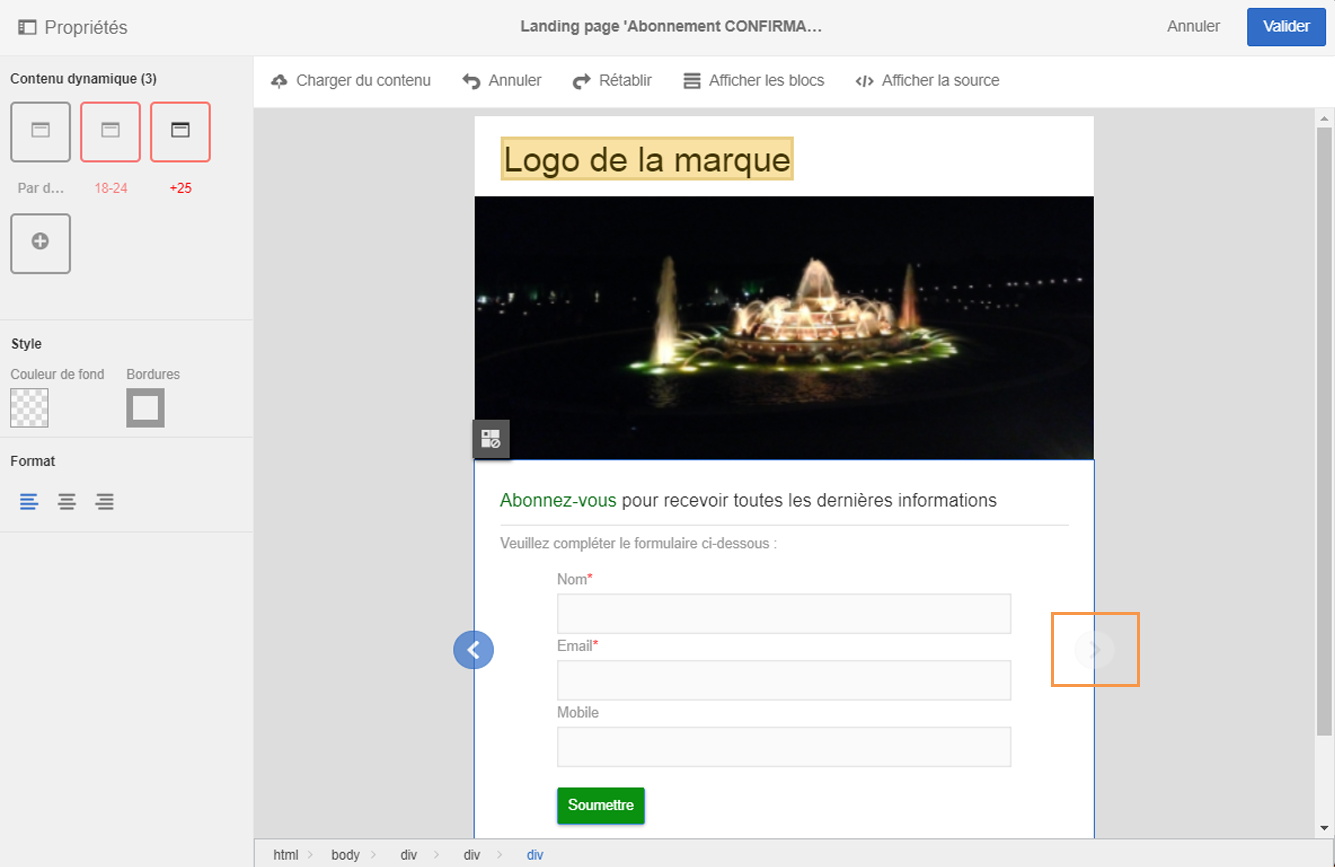 Propriétés
Landing page 'Abonnement CONFIRMA...
Annuler
Valider
Contenu dynamique (3)
Charger du contenu
Annuler
Rétablir
Afficher les blocs
Afficher la source
Par d...
18-24
+25
Style
Couleur de fond
Bordures
Format
Logo de la marque
Abonnez-vous pour recevoir toutes les dernières informations
Veuillez compléter le formulaire ci-dessous :
Nom*
Email*
Mobile
Soumettre
html
body
div
div
div